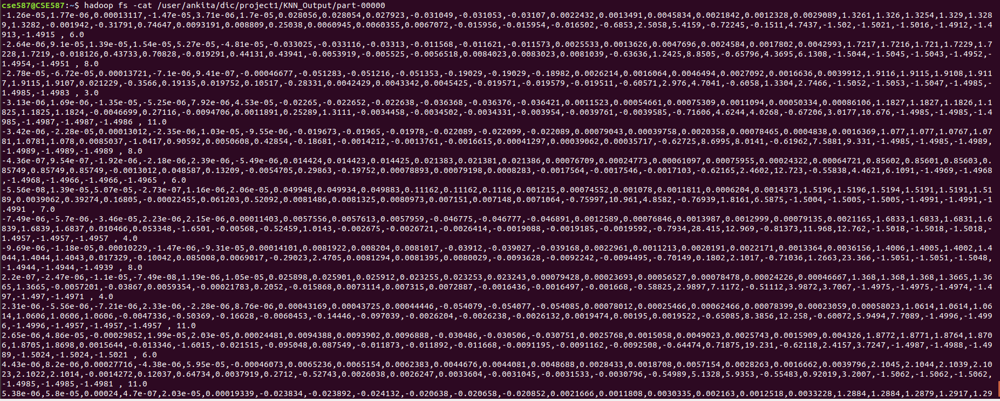 cse587@CSE587:~$ hadoop fs -cat /user/ankita/dic/project1/KNN_Output/part-00000
-1.26e-05,1.77e-06,0.00013117,-1.47e-05,3.71e-06,1.7e-05,0.028056,0.028054,0.027923,-0.031049,-0.031053,-0.03107,0.0022432,0.0013491,0.0045834,0.0021842,0.0012328,0.0029089,1.3261,1.326,1.3254,1.329,1.328
9,1.3282,-0.001942,-0.31791,0.74647,0.0093191,0.008809,0.25038,0.0060945,0.0060355,0.0067072,-0.015956,-0.015954,-0.016502,-0.6853,2.5058,5.4159,-0.72245,-0.1511,4.7437,-1.502,-1.5021,-1.5016,-1.4912,-1.4
913,-1.4915 , 6.0
-2.64e-06,9.1e-05,1.39e-05,1.54e-05,5.27e-05,-4.81e-05,-0.033025,-0.033116,-0.03313,-0.011568,-0.011621,-0.011573,0.0025533,0.0013626,0.0047696,0.0024584,0.0017802,0.0042993,1.7217,1.7216,1.721,1.7229,1.7
228,1.7219,-0.018126,0.43733,0.70828,-0.019291,0.44131,0.43941,-0.0053919,-0.005525,-0.0056518,0.0084023,0.0083023,0.0081039,-0.63636,1.2425,8.8505,-0.65796,4.3695,6.1308,-1.5044,-1.5045,-1.5043,-1.4952,-
1.4954,-1.4951 , 8.0
-2.78e-05,-6.72e-05,0.00013721,-7.1e-06,9.41e-07,-0.00046677,-0.051283,-0.051216,-0.051353,-0.19029,-0.19029,-0.18982,0.0026214,0.0016064,0.0046494,0.0027092,0.0016636,0.0039912,1.9116,1.9115,1.9108,1.911
7,1.9115,1.9107,0.021229,-0.3566,0.19135,0.019752,0.10517,-0.28331,0.0042429,0.0043342,0.0045425,-0.019571,-0.019579,-0.019511,-0.60571,2.976,4.7041,-0.6058,1.3304,2.7466,-1.5052,-1.5053,-1.5047,-1.4985,-
1.4985,-1.4983 , 3.0
-3.13e-06,1.69e-06,-1.35e-05,-5.25e-06,7.92e-06,4.53e-05,-0.02265,-0.022652,-0.022638,-0.036368,-0.036376,-0.036421,0.0011523,0.00054661,0.00075309,0.0011094,0.00050334,0.00086106,1.1827,1.1827,1.1826,1.1
825,1.1825,1.1824,-0.0046699,0.27116,-0.0094706,0.0011891,0.25289,1.3111,-0.0034458,-0.0034502,-0.0034331,-0.003954,-0.0039761,-0.0039585,-0.71606,4.6244,4.0268,-0.67206,3.0177,10.676,-1.4985,-1.4985,-1.4
985,-1.4987,-1.4987,-1.4986 , 11.0
-3.42e-06,-2.28e-05,0.00013012,-2.35e-06,1.03e-05,-9.55e-06,-0.019673,-0.01965,-0.01978,-0.022089,-0.022099,-0.022089,0.00079043,0.00039758,0.0020358,0.00078465,0.0004838,0.0016369,1.077,1.077,1.0767,1.07
81,1.0781,1.078,0.0085037,-1.0417,0.90592,0.0050608,0.42854,-0.18681,-0.0014212,-0.0013761,-0.0016615,0.00041297,0.00039062,0.00035717,-0.62725,8.6995,8.0141,-0.61962,7.5881,9.331,-1.4985,-1.4985,-1.4989,
-1.4989,-1.4989,-1.4989 , 8.0
-4.36e-07,9.54e-07,-1.92e-06,-2.18e-06,2.39e-06,-5.49e-06,0.014424,0.014423,0.014425,0.021383,0.021381,0.021386,0.00076709,0.00024773,0.00061097,0.00075955,0.00024322,0.00064721,0.85602,0.85601,0.85603,0.
85749,0.85749,0.85749,-0.0013012,0.048587,0.13209,-0.0054705,0.29863,-0.19752,0.00078893,0.00079198,0.0008283,-0.0017564,-0.0017546,-0.0017103,-0.62165,2.4602,12.723,-0.55838,4.4621,6.1091,-1.4969,-1.4968
,-1.4968,-1.4966,-1.4966,-1.4965 , 6.0
-5.56e-08,1.39e-05,5.07e-05,-2.73e-07,1.16e-06,2.06e-05,0.049948,0.049934,0.049883,0.11162,0.11162,0.1116,0.001215,0.00074552,0.001078,0.0011811,0.0006204,0.0014373,1.5196,1.5196,1.5194,1.5191,1.5191,1.51
89,0.0039062,0.39274,0.16805,-0.00022455,0.061203,0.52092,0.0081486,0.0081325,0.0080973,0.007151,0.007148,0.0071064,-0.75997,10.961,4.8582,-0.76939,1.8161,6.5875,-1.5004,-1.5005,-1.5005,-1.4991,-1.4991,-1
.4991 , 7.0
-7.49e-06,-5.7e-06,-3.46e-05,2.23e-06,2.15e-06,0.00011403,0.0057556,0.0057613,0.0057959,-0.046775,-0.046777,-0.046891,0.0012589,0.00076846,0.0013987,0.0012999,0.00079135,0.0021165,1.6833,1.6833,1.6831,1.6
839,1.6839,1.6837,0.010466,0.053348,-1.6501,-0.00568,-0.52459,1.0143,-0.002675,-0.0026721,-0.0026414,-0.0019088,-0.0019185,-0.0019592,-0.7934,28.415,12.969,-0.81373,11.968,12.762,-1.5018,-1.5018,-1.5018,-
1.4957,-1.4957,-1.4957 , 4.0
-9.69e-06,-1.18e-05,0.00010229,-1.47e-06,-9.31e-05,0.00014101,0.0081922,0.008204,0.0081017,-0.03912,-0.039027,-0.039168,0.0022961,0.0011213,0.0020191,0.0022171,0.0013364,0.0036156,1.4006,1.4005,1.4002,1.4
044,1.4044,1.4043,0.017329,-0.10042,0.085008,0.0069017,-0.29023,2.4705,0.0081294,0.0081395,0.0080029,-0.0093628,-0.0092242,-0.0094495,-0.70149,0.1802,2.1017,-0.71036,1.2663,23.366,-1.5051,-1.5051,-1.5048,
-1.4944,-1.4944,-1.4939 , 8.0
2.2e-07,-2.47e-06,-1.1e-05,-7.49e-08,1.19e-06,1.05e-05,0.025898,0.025901,0.025912,0.023255,0.023253,0.023243,0.00079428,0.00023693,0.00056527,0.00078478,0.00024226,0.00046667,1.368,1.368,1.368,1.3665,1.36
65,1.3665,-0.0057201,-0.03867,0.0059354,-0.00021783,0.2052,-0.015868,0.0073114,0.007315,0.0072887,-0.0016436,-0.0016497,-0.001668,-0.58825,2.9897,7.1172,-0.51112,3.9872,3.7067,-1.4975,-1.4975,-1.4974,-1.4
97,-1.497,-1.4971 , 4.0
2.31e-06,-5.56e-06,-7.21e-06,2.33e-06,-2.28e-06,8.76e-06,0.00043169,0.00043725,0.00044446,-0.054079,-0.054077,-0.054085,0.00078012,0.00025466,0.00062466,0.00078399,0.00023059,0.00058023,1.0614,1.0614,1.06
14,1.0606,1.0606,1.0606,-0.0047336,-0.50369,-0.16628,-0.0060453,-0.14446,-0.097039,-0.0026204,-0.0026238,-0.0026132,0.0019474,0.00195,0.0019522,-0.65085,8.3856,12.258,-0.60072,5.9494,7.7089,-1.4996,-1.499
6,-1.4996,-1.4957,-1.4957,-1.4957 , 11.0
2.65e-06,4.86e-05,-0.00029852,1.99e-05,2.03e-05,0.00024481,0.0094388,0.0093902,0.0096888,-0.030486,-0.030506,-0.030751,0.0025768,0.0015058,0.0049023,0.0025743,0.0015909,0.004326,1.8772,1.8771,1.8764,1.870
6,1.8705,1.8698,0.0015644,-0.013346,-1.6015,-0.021515,-0.095048,0.087549,-0.011873,-0.011892,-0.011668,-0.0091195,-0.0091162,-0.0092508,-0.64474,0.71875,19.231,-0.62118,2.4157,3.7247,-1.4987,-1.4988,-1.49
89,-1.5024,-1.5024,-1.5021 , 6.0
4.43e-06,8.2e-06,0.00027716,-4.38e-06,5.95e-05,-0.00046073,0.0065236,0.0065154,0.0062383,0.0044676,0.0044081,0.0048688,0.0028433,0.0018708,0.0057154,0.0028263,0.0016662,0.0039796,2.1045,2.1044,2.1039,2.10
23,2.1022,2.1014,-0.0014272,0.12037,0.64734,0.0037919,0.2712,-0.52743,0.0026038,0.0026247,0.0033604,-0.0031045,-0.0031533,-0.0030796,-0.54989,5.1328,5.9353,-0.55483,0.92019,3.2007,-1.5062,-1.5062,-1.5062,
-1.4985,-1.4985,-1.4981 , 11.0
5.38e-06,5.8e-05,0.00024,4.7e-07,2.03e-05,0.00019339,-0.023834,-0.023892,-0.024132,-0.020638,-0.020658,-0.020852,0.0021666,0.0011808,0.0030335,0.002163,0.0012518,0.0033228,1.2884,1.2884,1.2879,1.2917,1.29